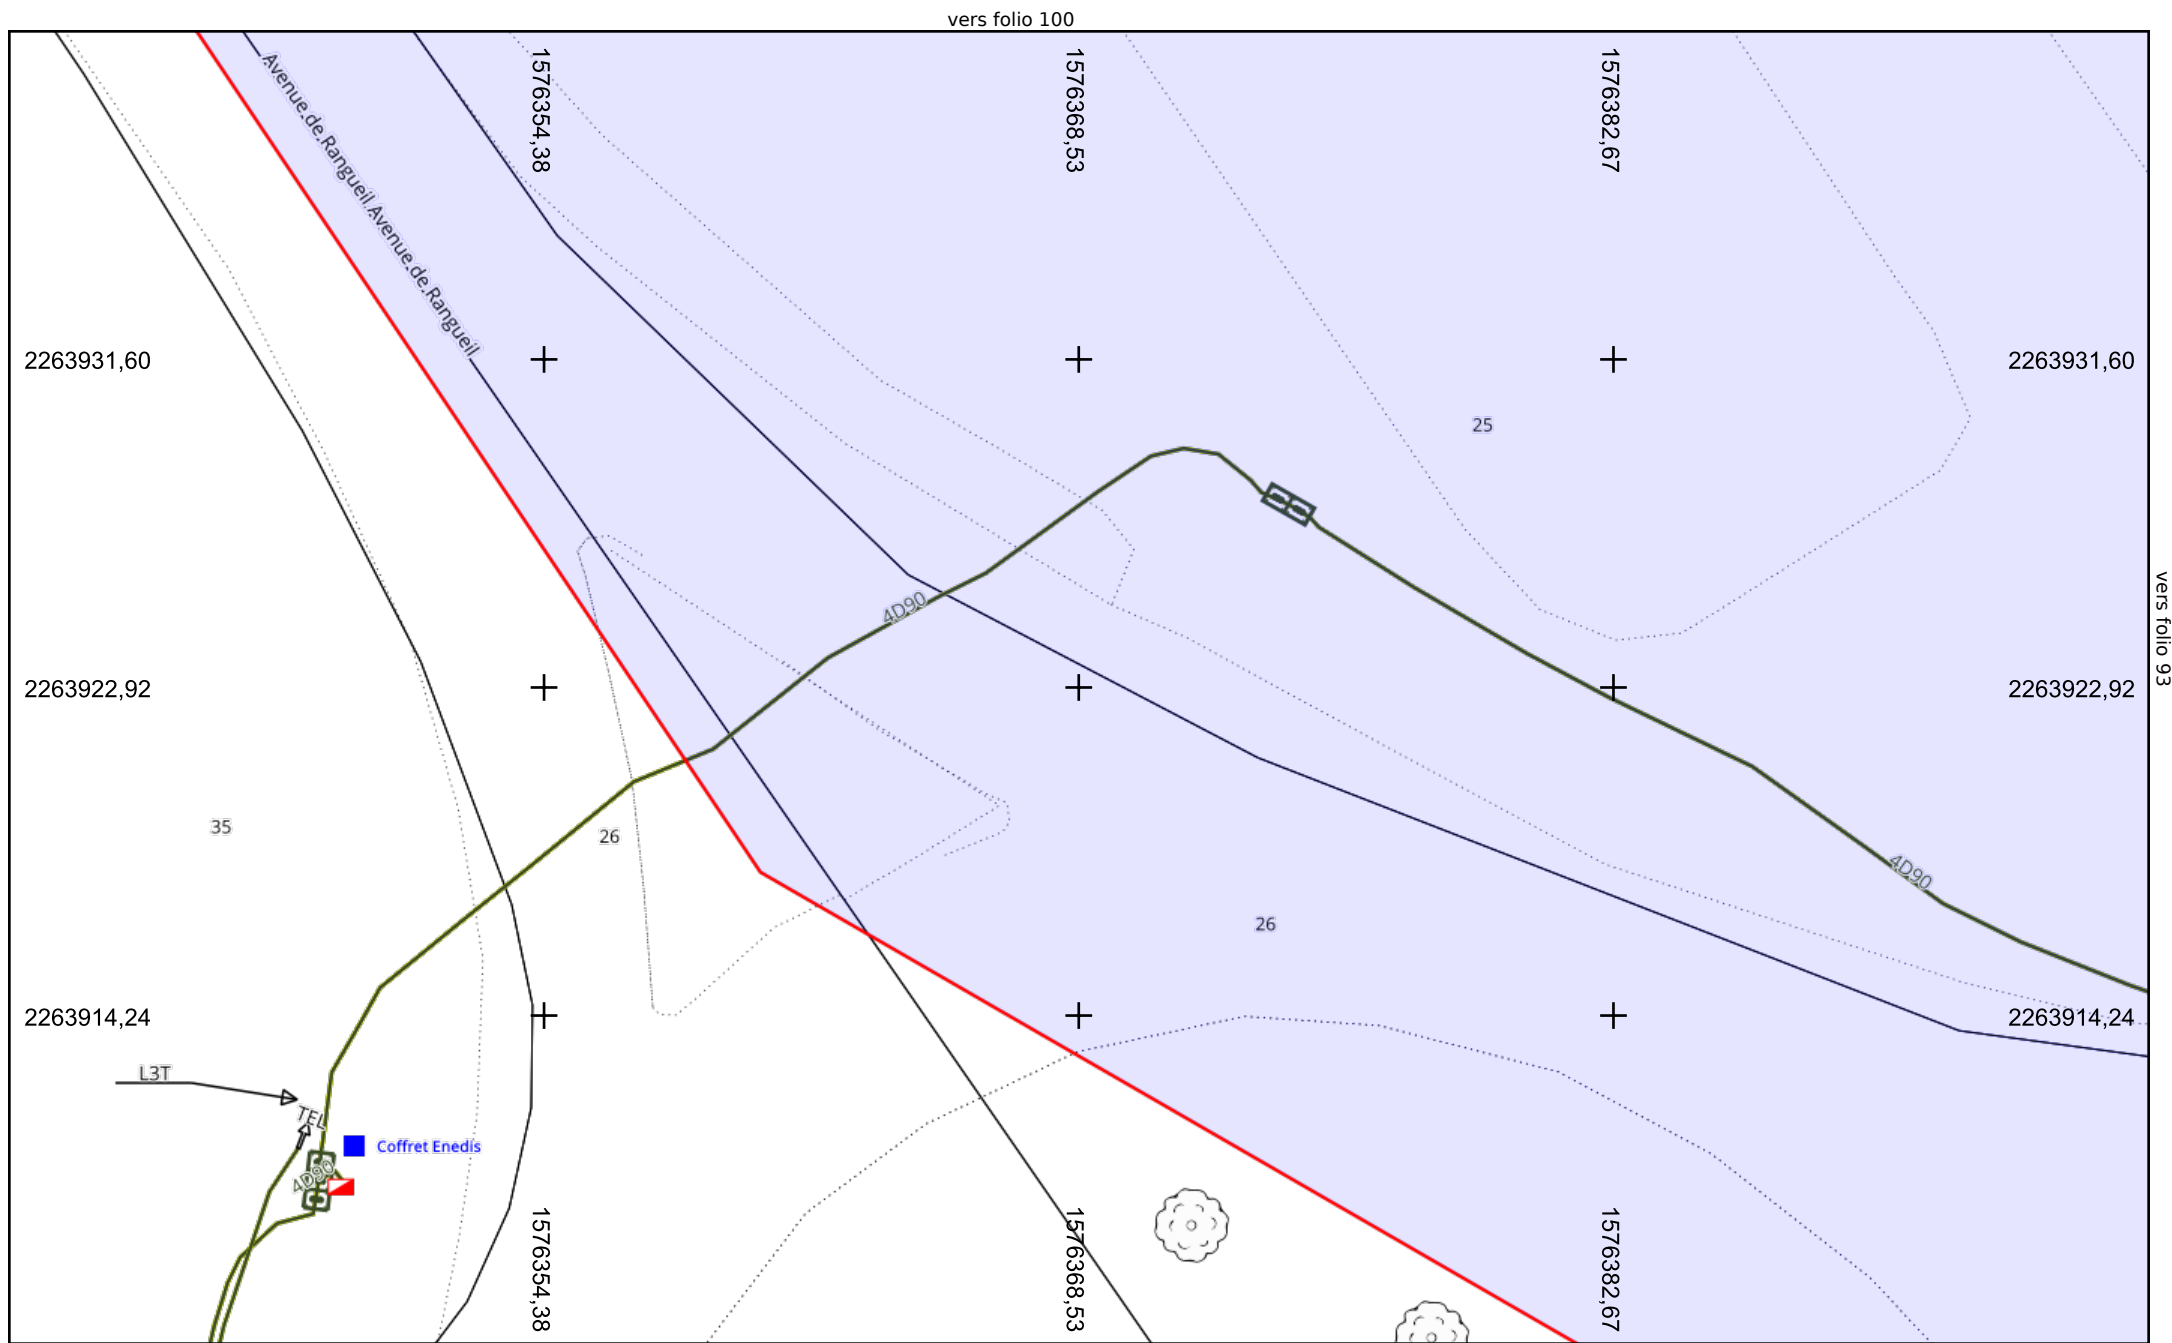 vers folio 100
1576354,38
1576368,53
1576382,67
Avenue de Rangueil Avenue de Rangueil
2263931,60
2263931,60
25
4D90
vers folio 93
2263922,92
2263922,92
35
26
4D90
26
2263914,24
2263914,24
L3T
TEL
Coffret Enedis
4D90
1576354,38
1576368,53
1576382,67